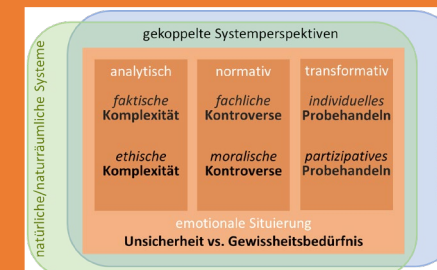 gekoppelte Systemperspektiven
natürliche/naturräumliche Systeme
analytisch
normativ
transformativ
faktische
Komplexität
fachliche
Kontroverse
individuelles
Probehandeln
ethische
Komplexität
moralische
Kontroverse
partizipatives
Probehandeln
emotionale Situierung
Unsicherheit vs. Gewissheitsbedürfnis